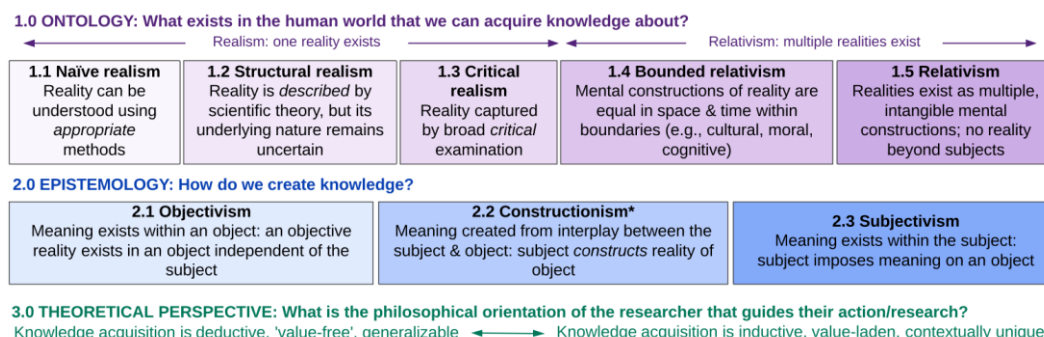 1.0 ONTOLOGY: What exists in the human world that we can acquire knowledge about?
Realism: one reality exists
Relativism: multiple realities exist
1.1 Naïve realism
Reality can be
understood using
appropriate
methods
1.2 Structural realism
Reality is described by
scientific theory, but its
underlying nature remains
uncertain
1.3 Critical
realism
Reality captured
by broad critical
examination
1.4 Bounded relativism
Mental constructions of reality are
equal in space & time within
boundaries (e.g., cultural, moral,
cognitive)
1.5 Relativism
Realities exist as multiple,
intangible mental
constructions; no reality
beyond subjects
2.0 EPISTEMOLOGY: How do we create knowledge?
2.1 Objectivism
Meaning exists within an object: an objective
reality exists in an object independent of the
subject
2.2 Constructionism*
Meaning created from interplay between the
subject & object: subject constructs reality of
object
2.3 Subjectivism
Meaning exists within the subject:
subject imposes meaning on an object
3.0 THEORETICAL PERSPECTIVE: What is the philosophical orientation of the researcher that guides their action/research?
Knowledge acquisition is deductive, 'value-free', generalizable
Knowledge acquisition is inductive, value-laden, contextually unique